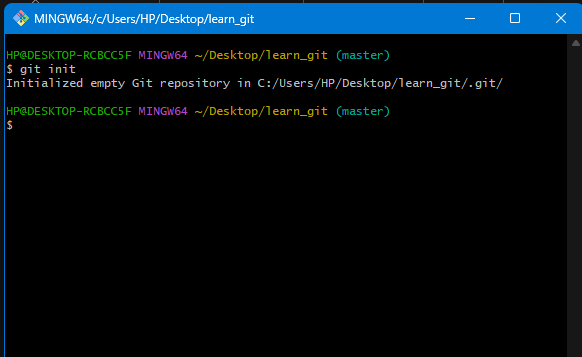 MINGW64:/c/Users/HP/Desktop/learn_git
HP@DESKTOP-RCBCC5F MINGW64 ~/Desktop/learn_git (master)
$ git init
Initialized empty Git repository in C:/Users/HP/Desktop/learn_git/.git/
HP@DESKTOP-RCBCC5F MINGW64 ~/Desktop/learn_git (master)
$